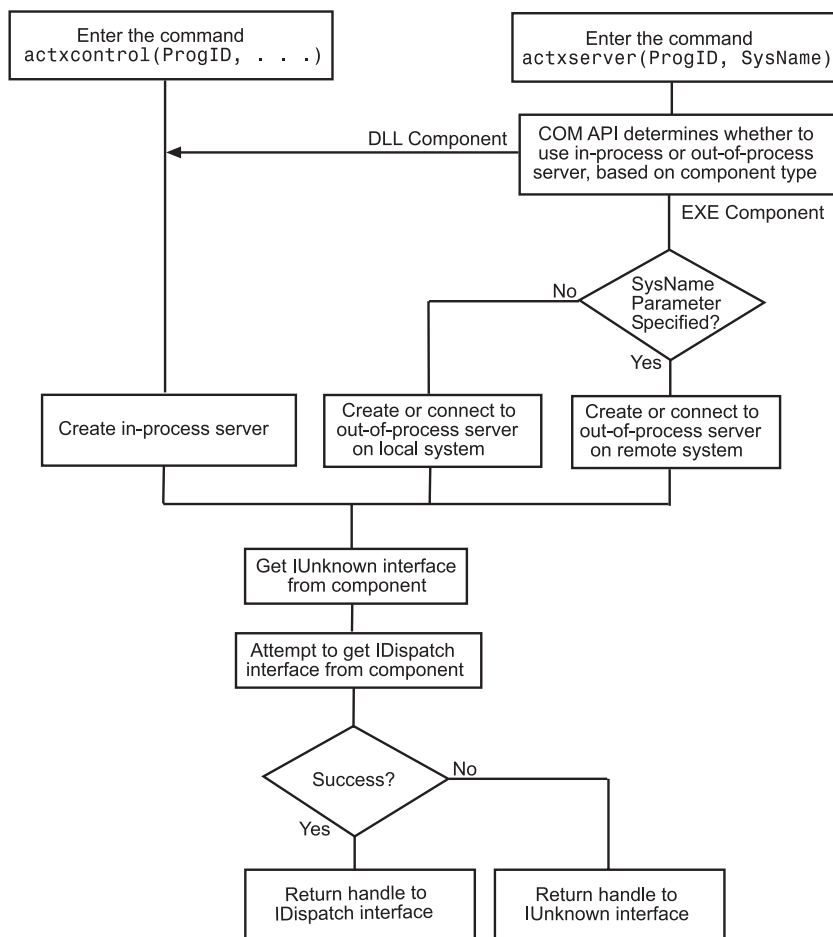 Enter the command
actxcontrol(ProgID, . . .)
Enter the command
actxserver(ProgID, SysName)
DLL Component
COM API determines whether to
use in-process or out-of-process
server, based on component type
EXE Component
No
SysName
Parameter
Specified?
Yes
Create in-process server
Create or connect to
out-of-process server
on local system
Create or connect to
out-of-process server
on remote system
Get IUnknown interface
from component
Attempt to get IDispatch
interface from component
Success?
No
Yes
Return handle to
IDispatch interface
Return handle to
IUnknown interface